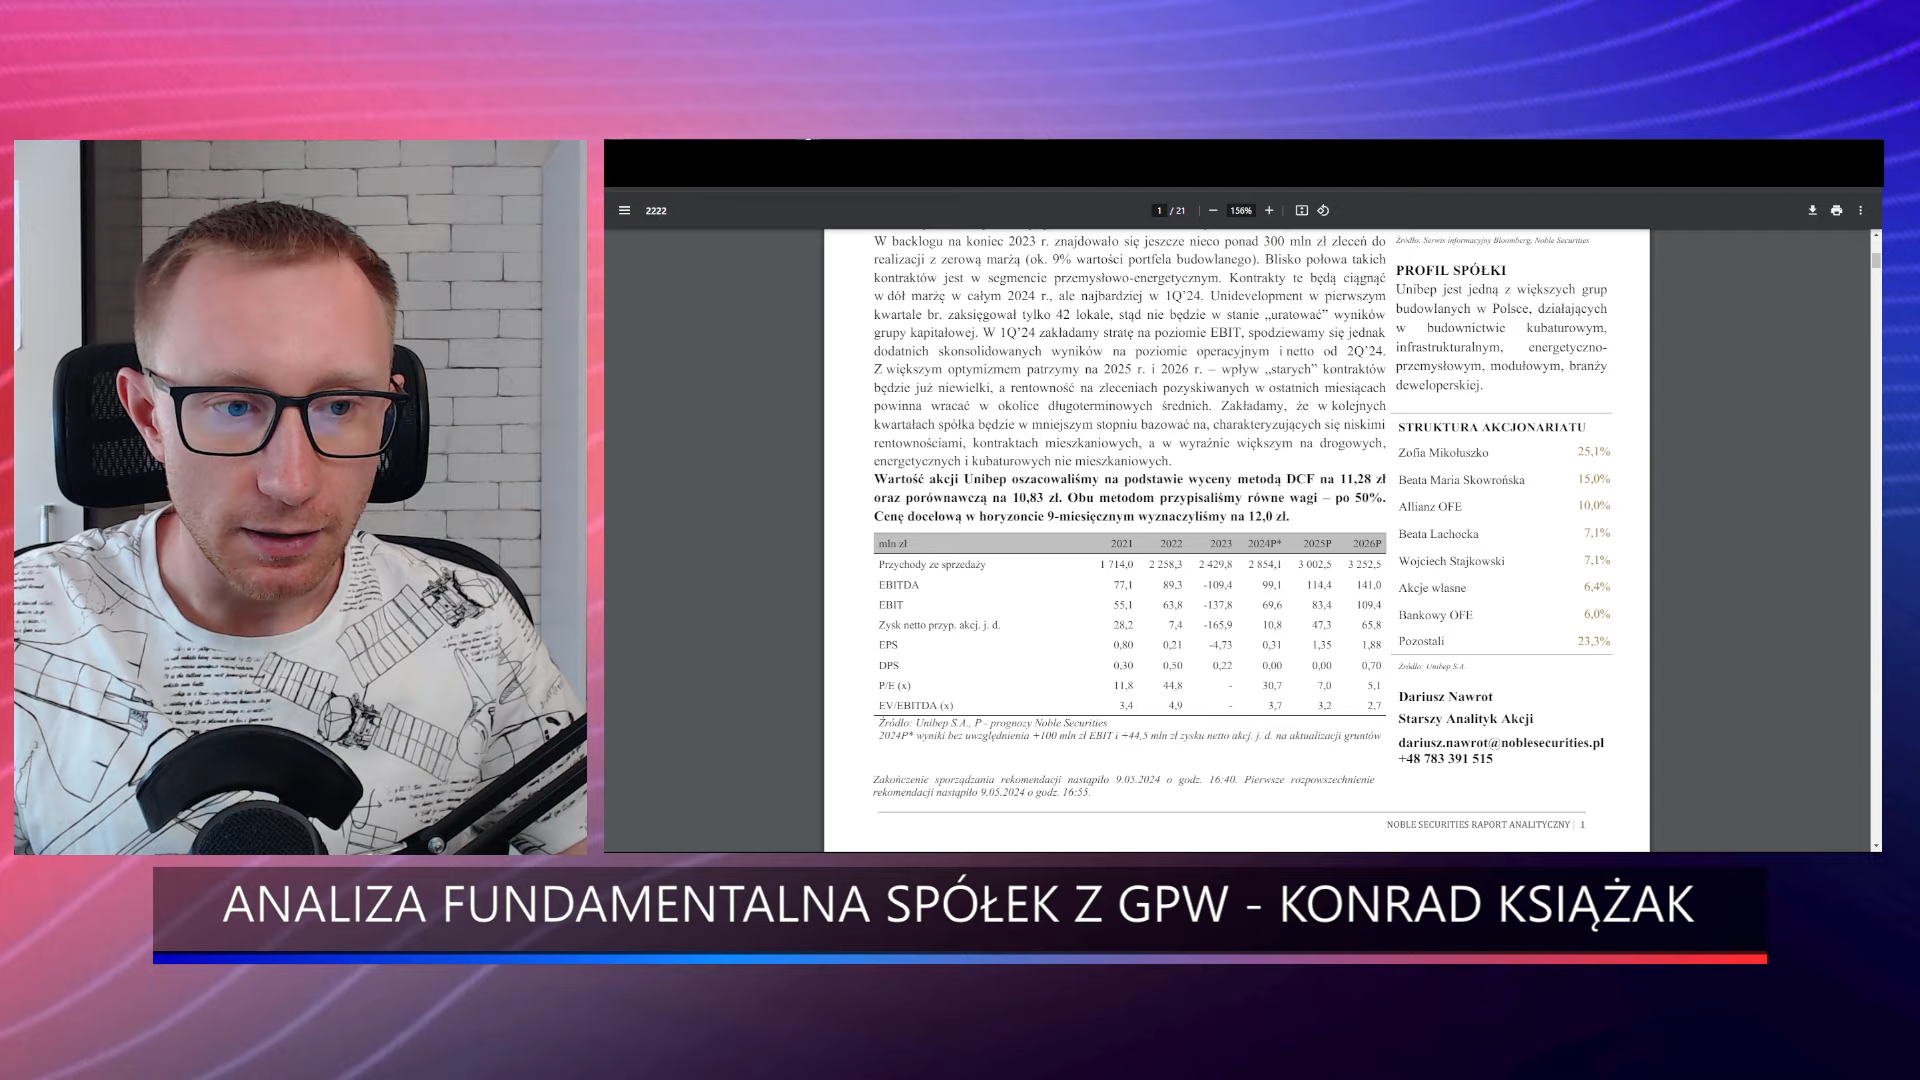 2222
1 / 21
156%
W backlogu na koniec 2023 r. znajdowało się jeszcze nieco ponad 300 mln zł zleceń do
realizacji z zerową marżą (ok. 9% wartości portfela budowlanego). Blisko połowa takich
kontraktów jest w segmencie przemysłowo-energetycznym. Kontrakty te będą ciągnąć
w dół marżę w całym 2024 r., ale najbardziej w 1Q’24. Unidevelopment w pierwszym
kwartale br. zaksięgował tylko 42 lokale, stąd nie będzie w stanie „uratować” wyników
grupy kapitałowej. W 1Q’24 zakładamy stratę na poziomie EBIT, spodziewamy się jednak
dodatnich skonsolidowanych wyników na poziomie operacyjnym i netto od 2Q’24.
Z większym optymizmem patrzymy na 2025 r. i 2026 r. – wpływ „starych” kontraktów
będzie już niewielki, a rentowność na zleceniach pozyskiwanych w ostatnich miesiącach
powinna wracać w okolice długoterminowych średnich. Zakładamy, że w kolejnych
kwartałach spółka będzie w mniejszym stopniu bazować na, charakteryzujących się niskimi
rentownościami, kontraktach mieszkaniowych, a w wyraźnie większym na drogowych,
energetycznych i kubaturowych nie mieszkaniowych.
Wartość akcji Unibep oszacowaliśmy na podstawie wyceny metodą DCF na 11,28 zł
oraz porównawczą na 10,83 zł. Obu metodom przypisaliśmy równe wagi – po 50%.
Cenę docelową w horyzoncie 9-miesięcznym wyznaczyliśmy na 12,0 zł.
mln zł 2021 2022 2023 2024P* 2025P 2026P
Przychody ze sprzedaży 1 714,0 2 258,3 2 429,8 2 854,1 3 002,5 3 252,5
EBITDA 77,1 89,3 -109,4 99,1 114,4 141,0
EBIT 55,1 63,8 -137,8 69,6 83,4 109,4
Zysk netto przyp. akcj. j. d. 28,2 7,4 -165,9 10,8 47,3 65,8
EPS 0,80 0,21 -4,73 0,31 1,35 1,88
DPS 0,30 0,50 0,22 0,00 0,00 0,70
P/E (x) 11,8 44,8 - 30,7 7,0 5,1
EV/EBITDA (x) 3,4 4,9 - 3,7 3,2 2,7
Źródło: Unibep S.A., P - prognozy Noble Securities
2024P* wyniki bez uwzględnienia +100 mln zł EBIT i +44,5 mln zł zysku netto akcj. j. d. na aktualizacji gruntów
Zakończenie sporządzania rekomendacji nastąpiło 9.05.2024 o godz. 16:40. Pierwsze rozpowszechnienie
rekomendacji nastąpiło 9.05.2024 o godz. 16:55.
Źródło: Serwis informacyjny Bloomberg, Noble Securities
PROFIL SPÓŁKI
Unibep jest jedną z większych grup
budowlanych w Polsce, działających
w budownictwie kubaturowym,
infrastrukturalnym, energetyczno-
przemysłowym, modułowym, branży
deweloperskiej.
STRUKTURA AKCJONARIATU
Zofia Mikołuszko 25,1%
Beata Maria Skowrońska 15,0%
Allianz OFE 10,0%
Beata Lachocka 7,1%
Wojciech Stajkowski 7,1%
Akcje własne 6,4%
Bankowy OFE 6,0%
Pozostali 23,3%
Źródło: Unibep S.A.
Dariusz Nawrot
Starszy Analityk Akcji
dariusz.nawrot@noblesecurities.pl
+48 783 391 515
NOBLE SECURITIES RAPORT ANALITYCZNY | 1
ANALIZA FUNDAMENTALNA SPÓŁEK Z GPW - KONRAD KSIĄŻAK